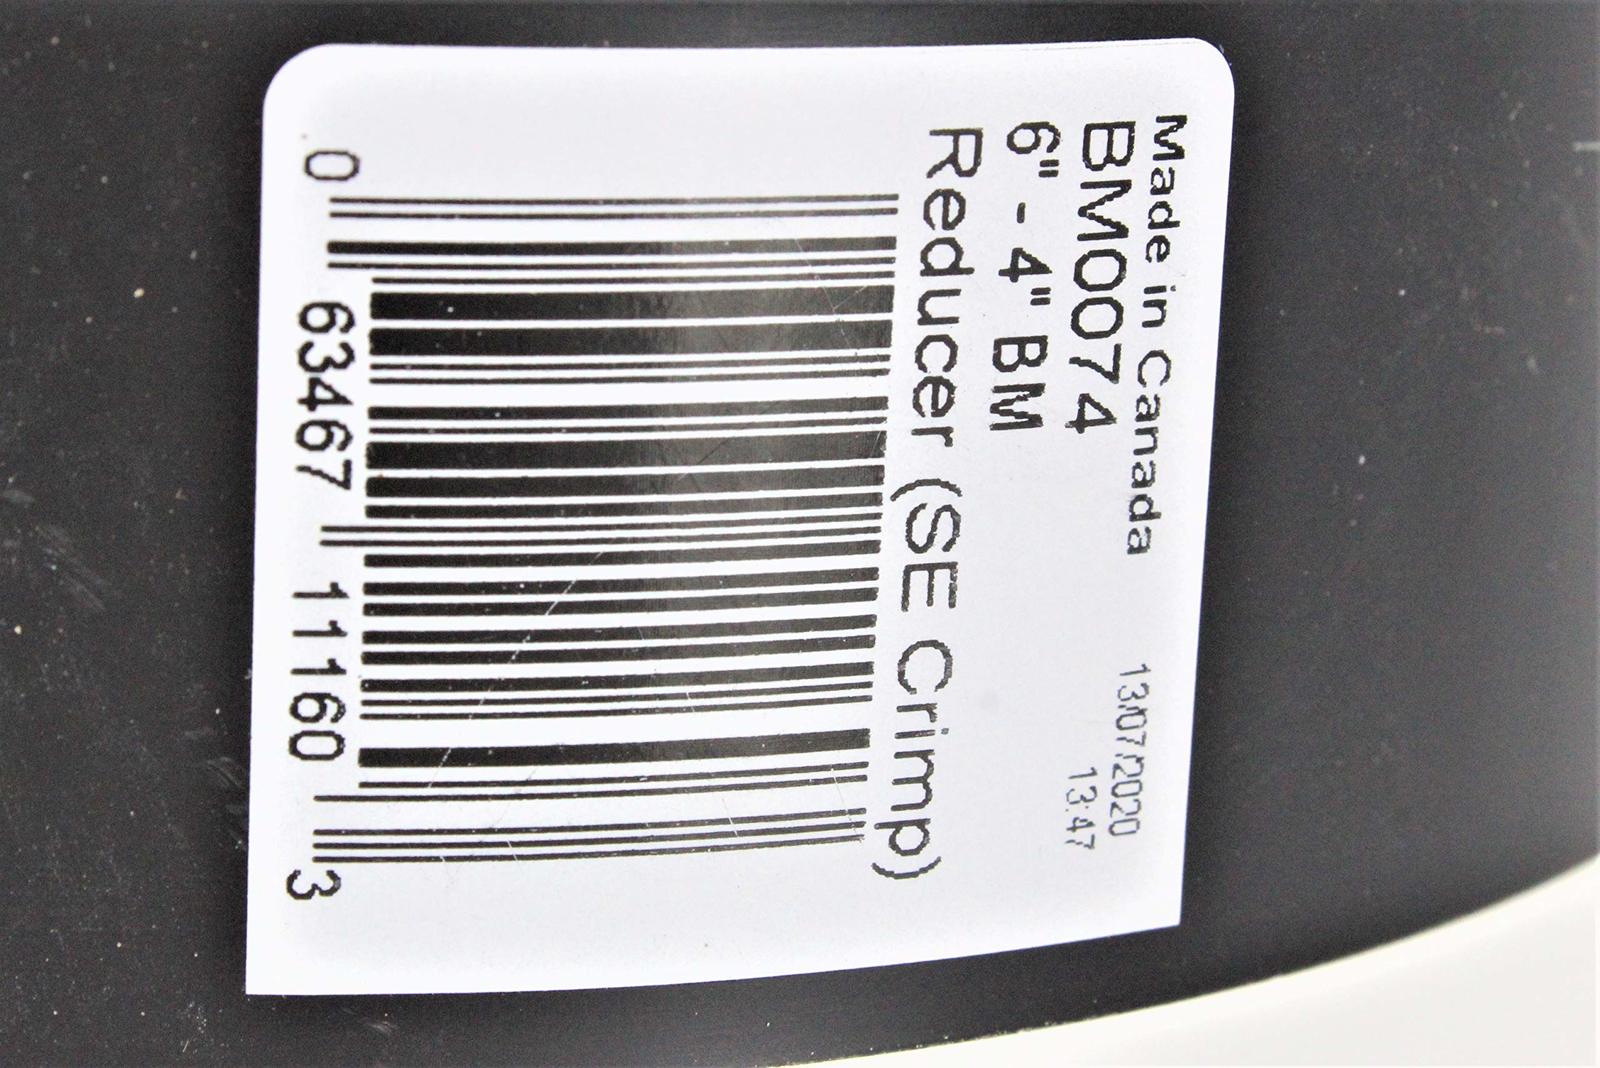 Made in Canada
13/07/2020
13:47
BM0074
6" - 4" BM
Reducer (SE Crimp)
0 63467 11160 3